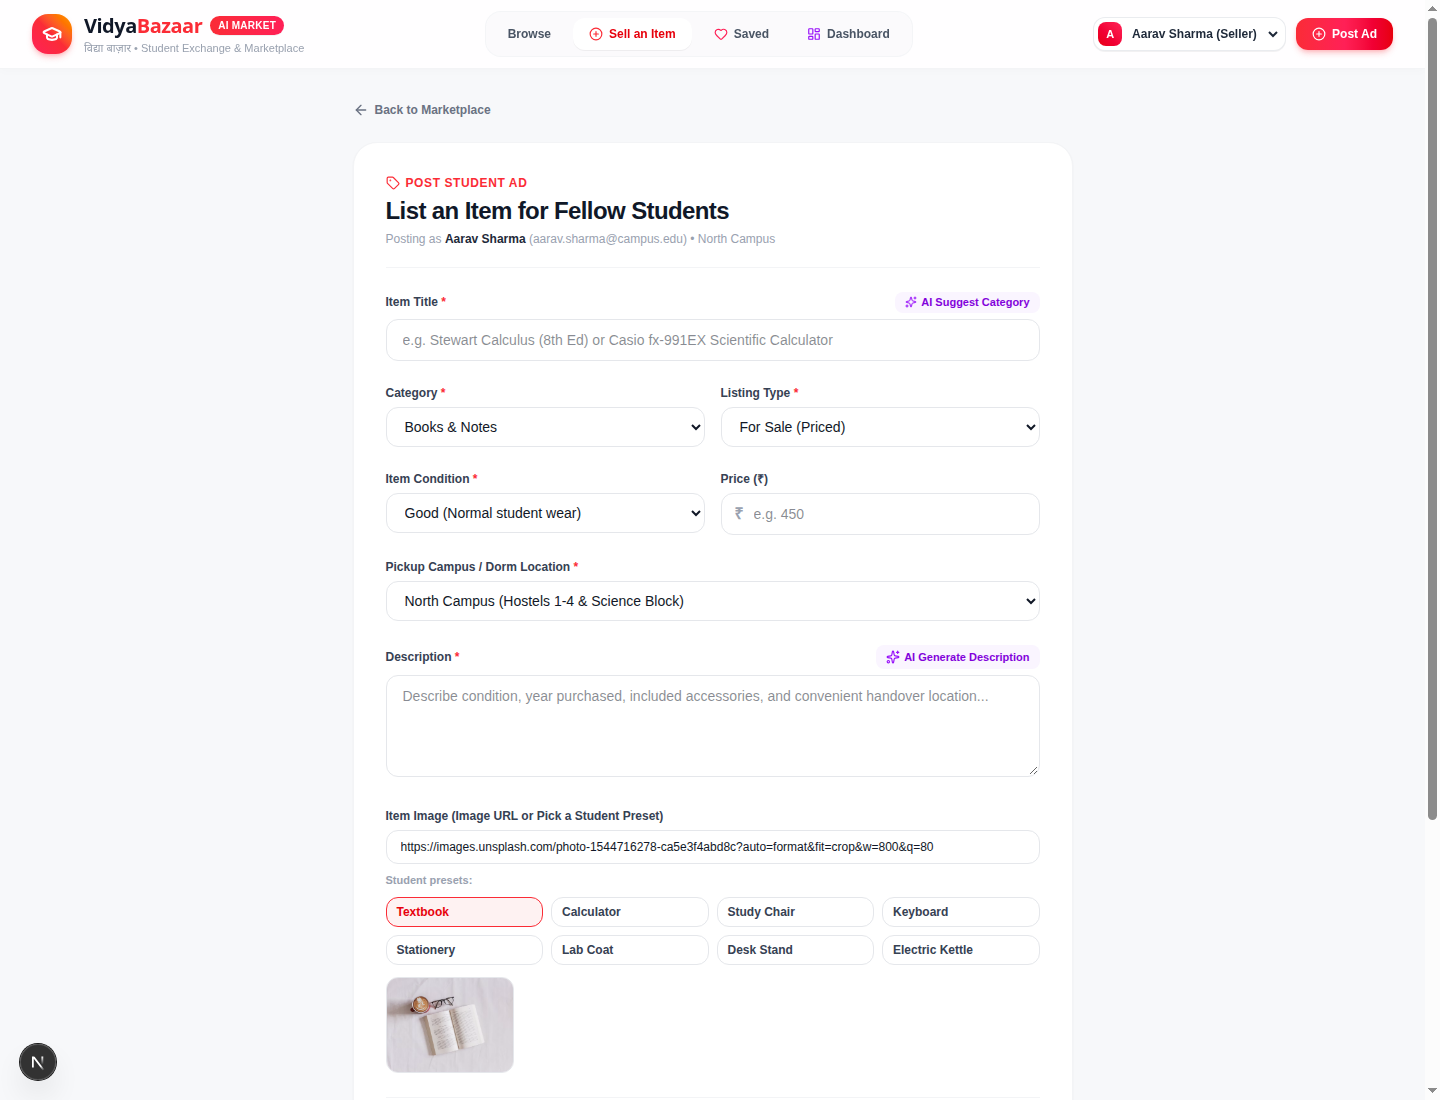 VidyaBazaar AI MARKET
विद्या बाज़ार • Student Exchange & Marketplace
Browse
Sell an Item
Saved
Dashboard
A
Aarav Sharma (Seller)
Post Ad
Back to Marketplace
POST STUDENT AD
List an Item for Fellow Students
Posting as Aarav Sharma (aarav.sharma@campus.edu) • North Campus
Item Title *
AI Suggest Category
e.g. Stewart Calculus (8th Ed) or Casio fx-991EX Scientific Calculator
Category *
Listing Type *
Books & Notes
For Sale (Priced)
Item Condition *
Price (₹)
Good (Normal student wear)
₹ e.g. 450
Pickup Campus / Dorm Location *
North Campus (Hostels 1-4 & Science Block)
Description *
AI Generate Description
Describe condition, year purchased, included accessories, and convenient handover location...
Item Image (Image URL or Pick a Student Preset)
https://images.unsplash.com/photo-1544716278-ca5e3f4abd8c?auto=format&fit=crop&w=800&q=80
Student presets:
Textbook
Calculator
Study Chair
Keyboard
Stationery
Lab Coat
Desk Stand
Electric Kettle
N